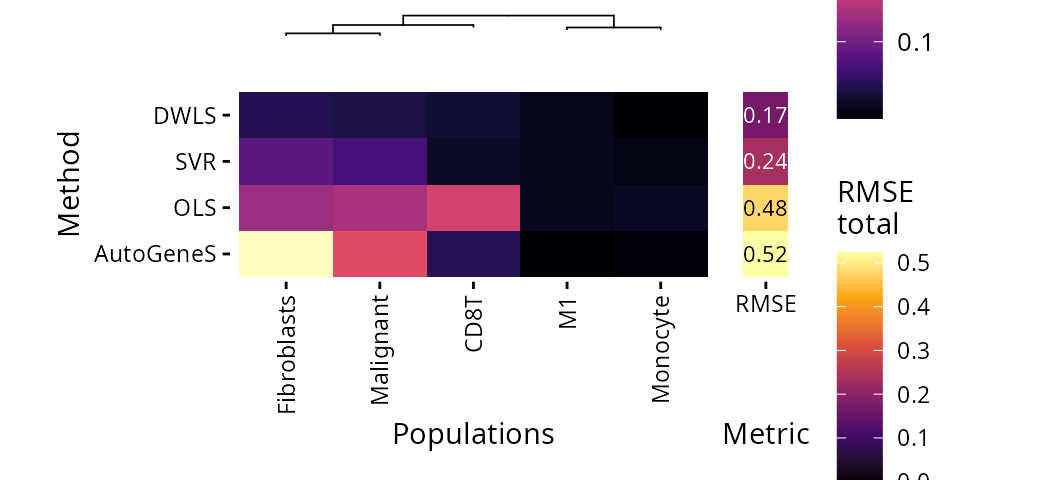 0.1
Method
DWLS
SVR
OLS
AutoGeneS
0.17
0.24
0.48
0.52
Fibroblasts
Malignant
CD8T
M1
Monocyte
RMSE
Populations
Metric
RMSE
total
0.5
0.4
0.3
0.2
0.1
0.0